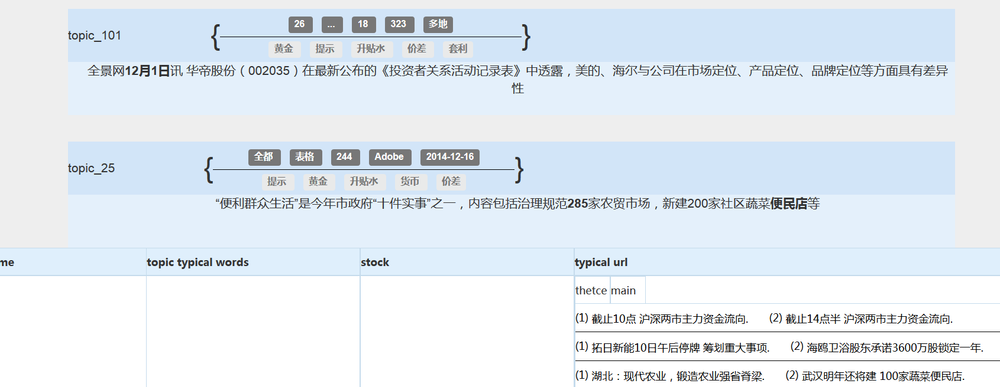 26 ... 18 323 多地
topic_101 { }
黄金 提示 升贴水 价差 套利
全景网12月1日讯 华帝股份（002035）在最新公布的《投资者关系活动记录表》中透露，美的、海尔与公司在市场定位、产品定位、品牌定位等方面具有差异
性
全都 表格 244 Adobe 2014-12-16
topic_25 { }
提示 黄金 升贴水 货币 价差
“便利群众生活”是今年市政府“十件实事”之一，内容包括治理规范285家农贸市场，新建200家社区蔬菜便民店等
me topic typical words stock typical url
thetce main
(1) 截止10点 沪深两市主力资金流向. (2) 截止14点半 沪深两市主力资金流向.
(1) 拓日新能10日午后停牌 筹划重大事项. (2) 海鸥卫浴股东承诺3600万股锁定一年.
(1) 湖北：现代农业，锻造农业强省脊梁. (2) 武汉明年还将建 100家蔬菜便民店.